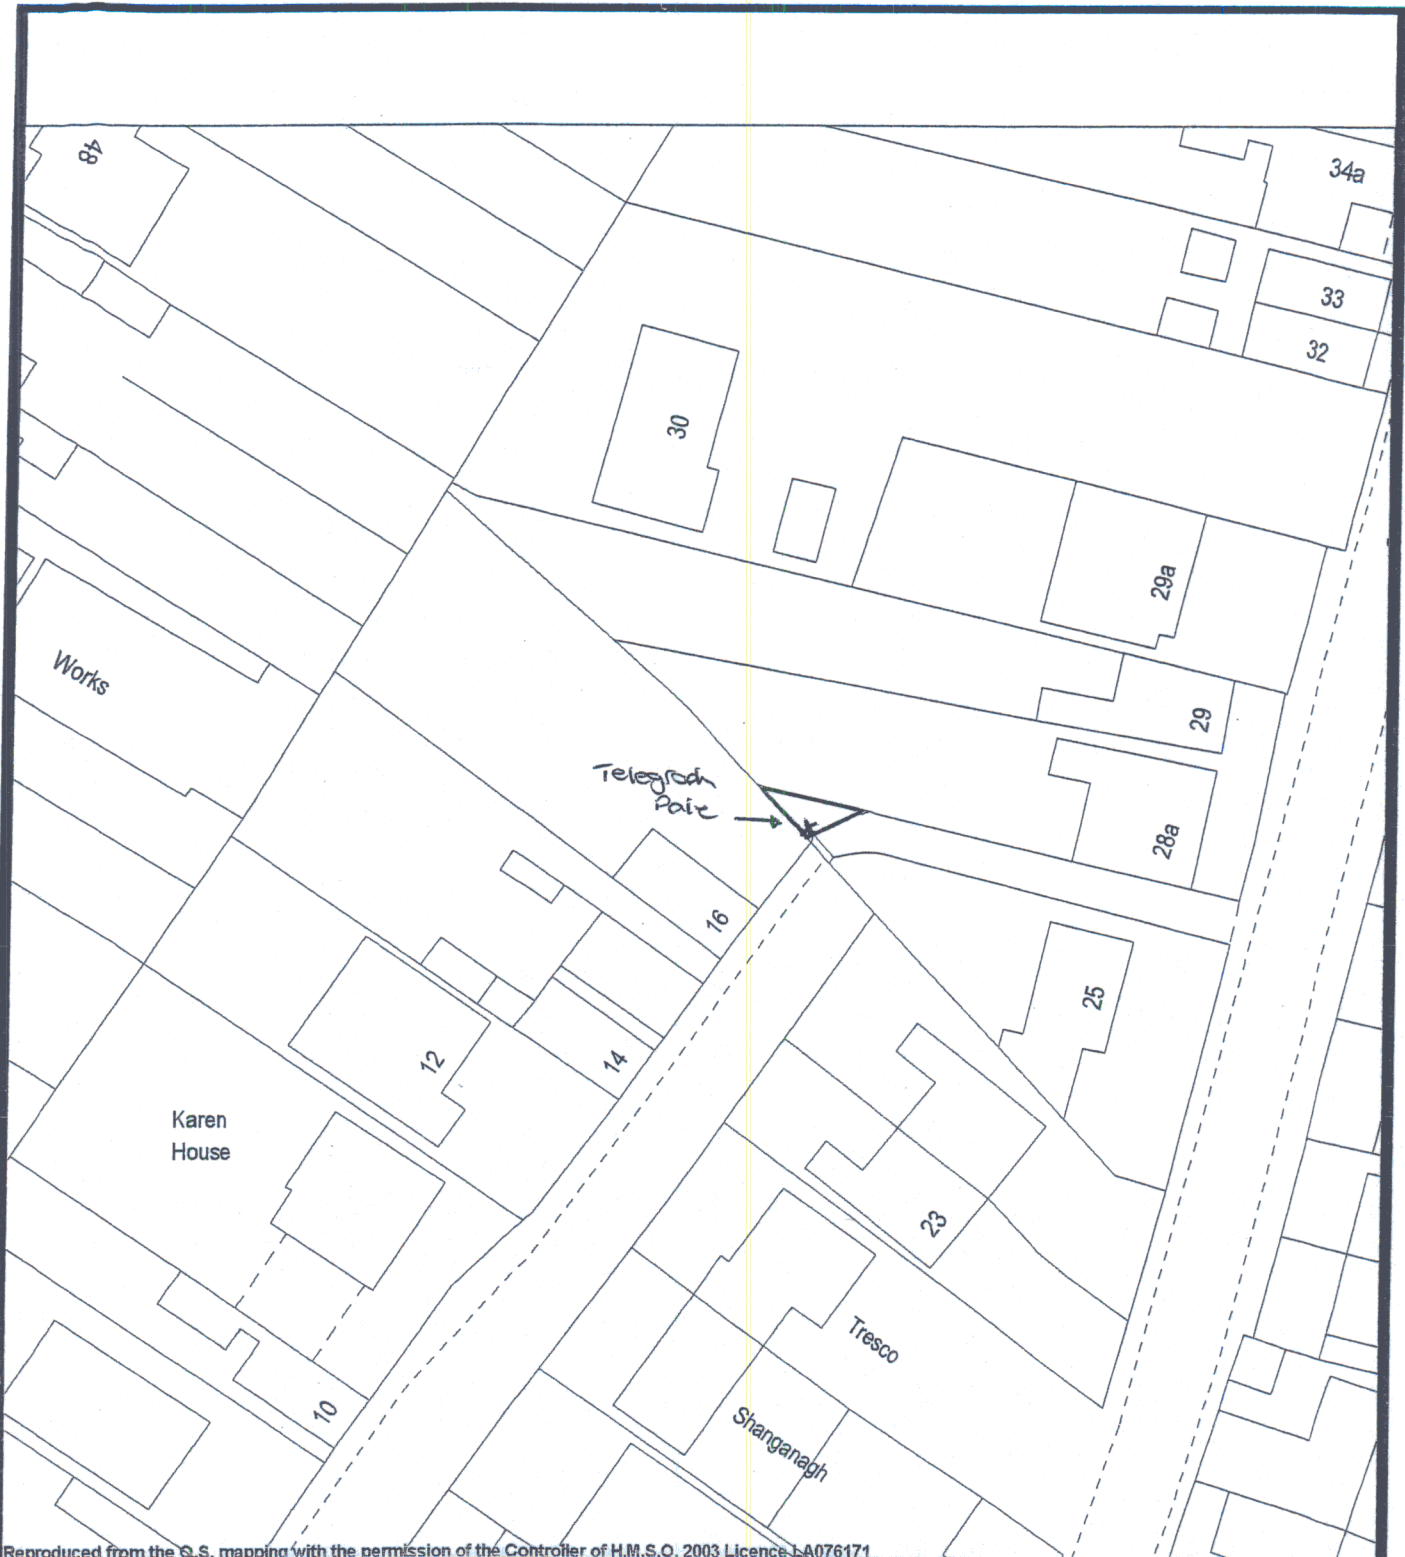 48
34a
33
32
30
29a
Works
29
Telegraph
Pole
28a
16
25
14
12
Karen
House
23
Tresco
10
Shanganagh
Reproduced from the O.S. mapping with the permission of the Controller of H.M.S.O. 2003 Licence LA076171